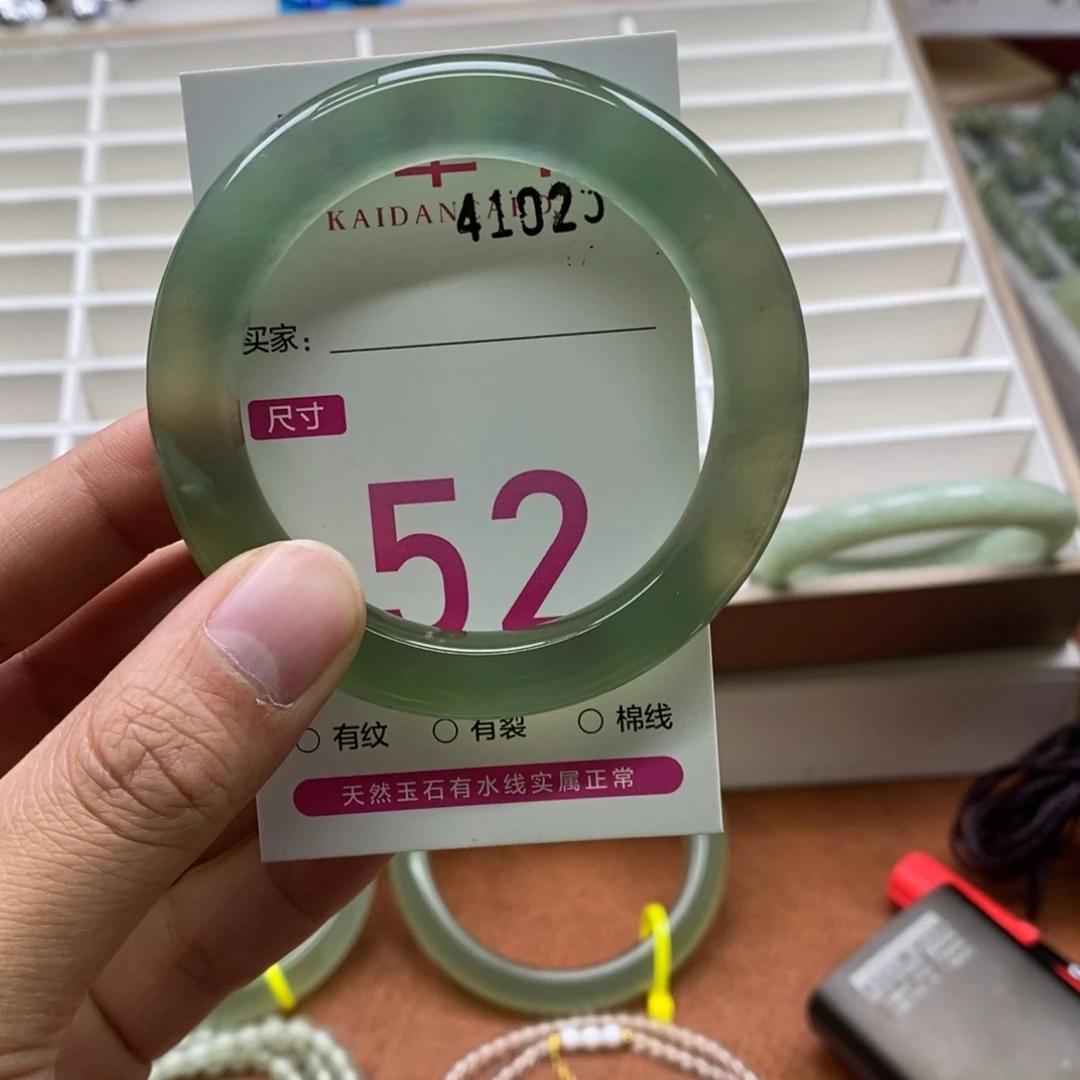 KAIDAN
4102
买家：
尺寸
52
有纹 有裂 棉线
天然玉石有水线实属正常